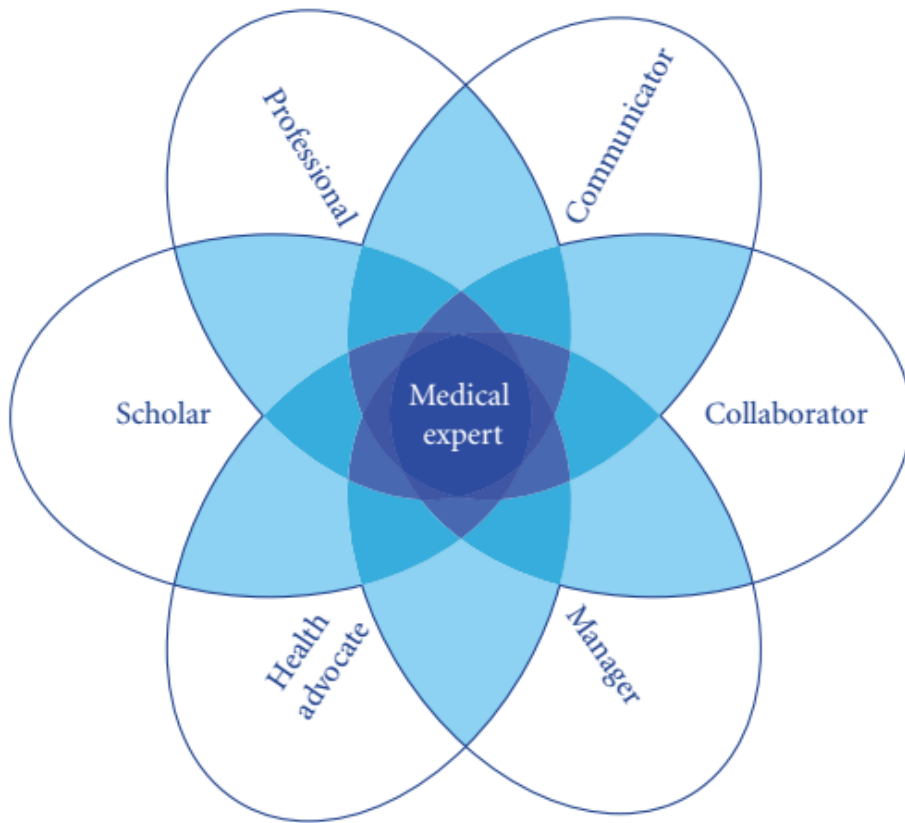 Professional
Communicator
Scholar
Medical
expert
Collaborator
Health
advocate
Manager